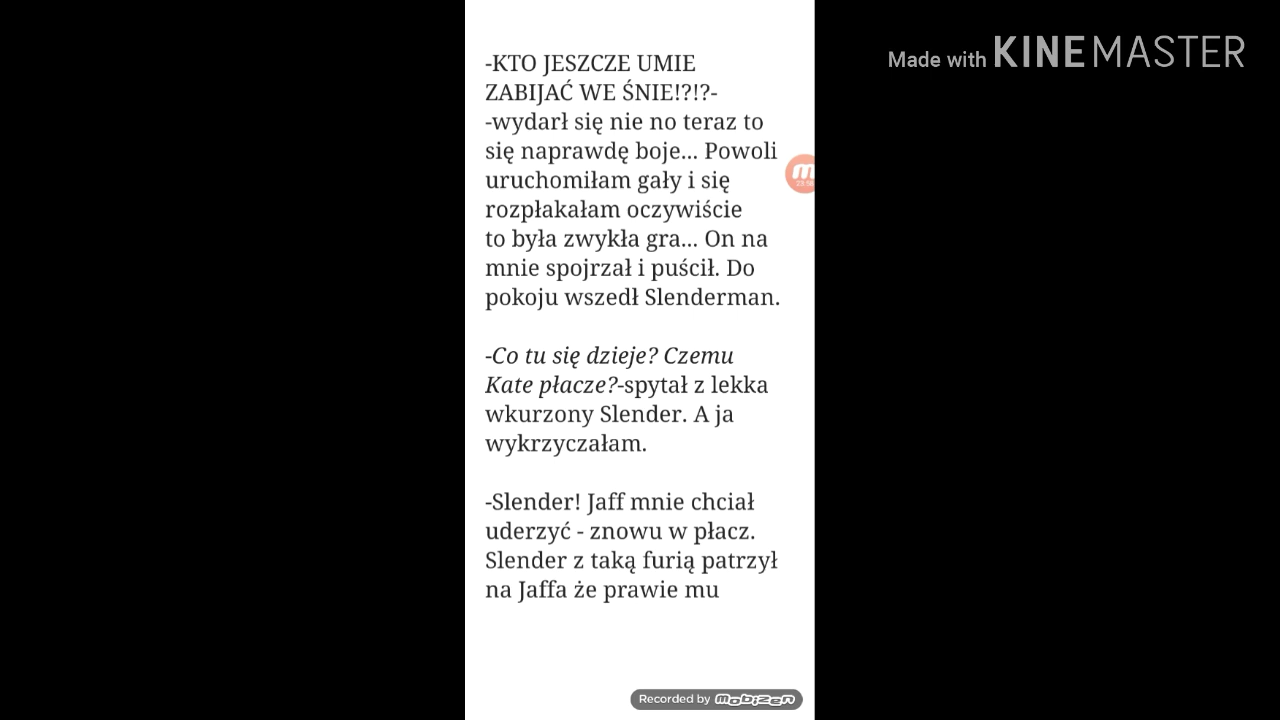 Made with KINEMASTER
-KTO JESZCZE UMIE
ZABIJAĆ WE ŚNIE!?!?-
-wydarł się nie no teraz to
się naprawdę boje... Powoli
uruchomiłam gały i się
rozpłakałam oczywiście
to była zwykła gra... On na
mnie spojrzał i puścił. Do
pokoju wszedł Slenderman.
-Co tu się dzieje? Czemu
Kate płacze?-spytał z lekka
wkurzony Slender. A ja
wykrzyczałam.
-Slender! Jaff mnie chciał
uderzyć - znowu w płacz.
Slender z taką furią patrzył
na Jaffa że prawie mu
Recorded by mobizen